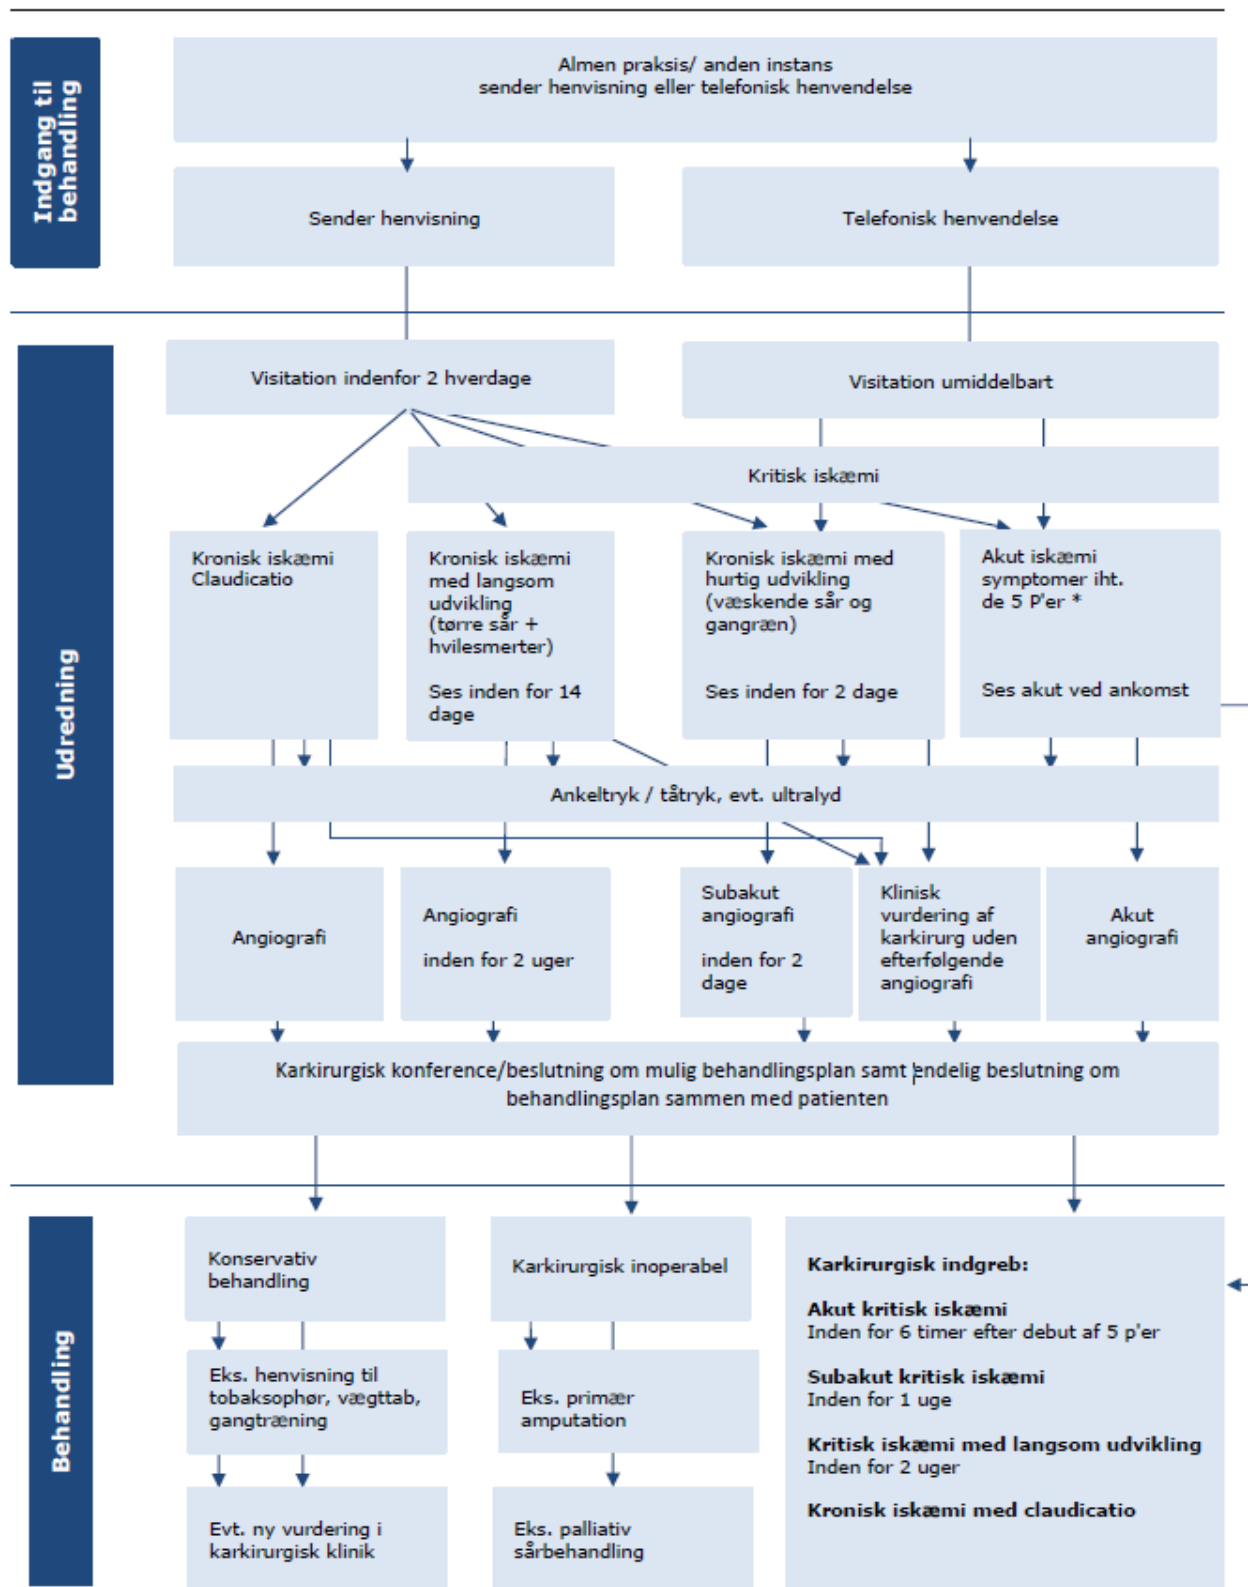 Indgang til
behandling
Almen praksis/ anden instans
sender henvisning eller telefonisk henvendelse
Sender henvisning
Telefonisk henvendelse
Udredning
Visitation indenfor 2 hverdage
Visitation umiddelbart
Kritisk iskæmi
Kronisk iskæmi
Claudicatio
Kronisk iskæmi
med langsom
udvikling
(tørre sår +
hvilesmerter)
Ses inden for 14
dage
Kronisk iskæmi med
hurtig udvikling
(væskende sår og
gangræn)
Ses inden for 2 dage
Akut iskæmi
symptomer iht.
de 5 P'er *
Ses akut ved ankomst
Ankeltryk / tåtryk, evt. ultralyd
Angiografi
Angiografi
inden for 2 uger
Subakut
angiografi
inden for 2
dage
Klinisk
vurdering af
karkirurg uden
efterfølgende
angiografi
Akut
angiografi
Karkirurgisk konference/beslutning om mulig behandlingsplan samt endelig beslutning om
behandlingsplan sammen med patienten
Behandling
Konservativ
behandling
Eks. henvisning til
tobaksophør, vægttab,
gangtræning
Evt. ny vurdering i
karkirurgisk klinik
Karkirurgisk inoperabel
Eks. primær
amputation
Eks. palliativ
sårbehandling
Karkirurgisk indgreb:
Akut kritisk iskæmi
Inden for 6 timer efter debut af 5 p'er
Subakut kritisk iskæmi
Inden for 1 uge
Kritisk iskæmi med langsom udvikling
Inden for 2 uger
Kronisk iskæmi med claudicatio